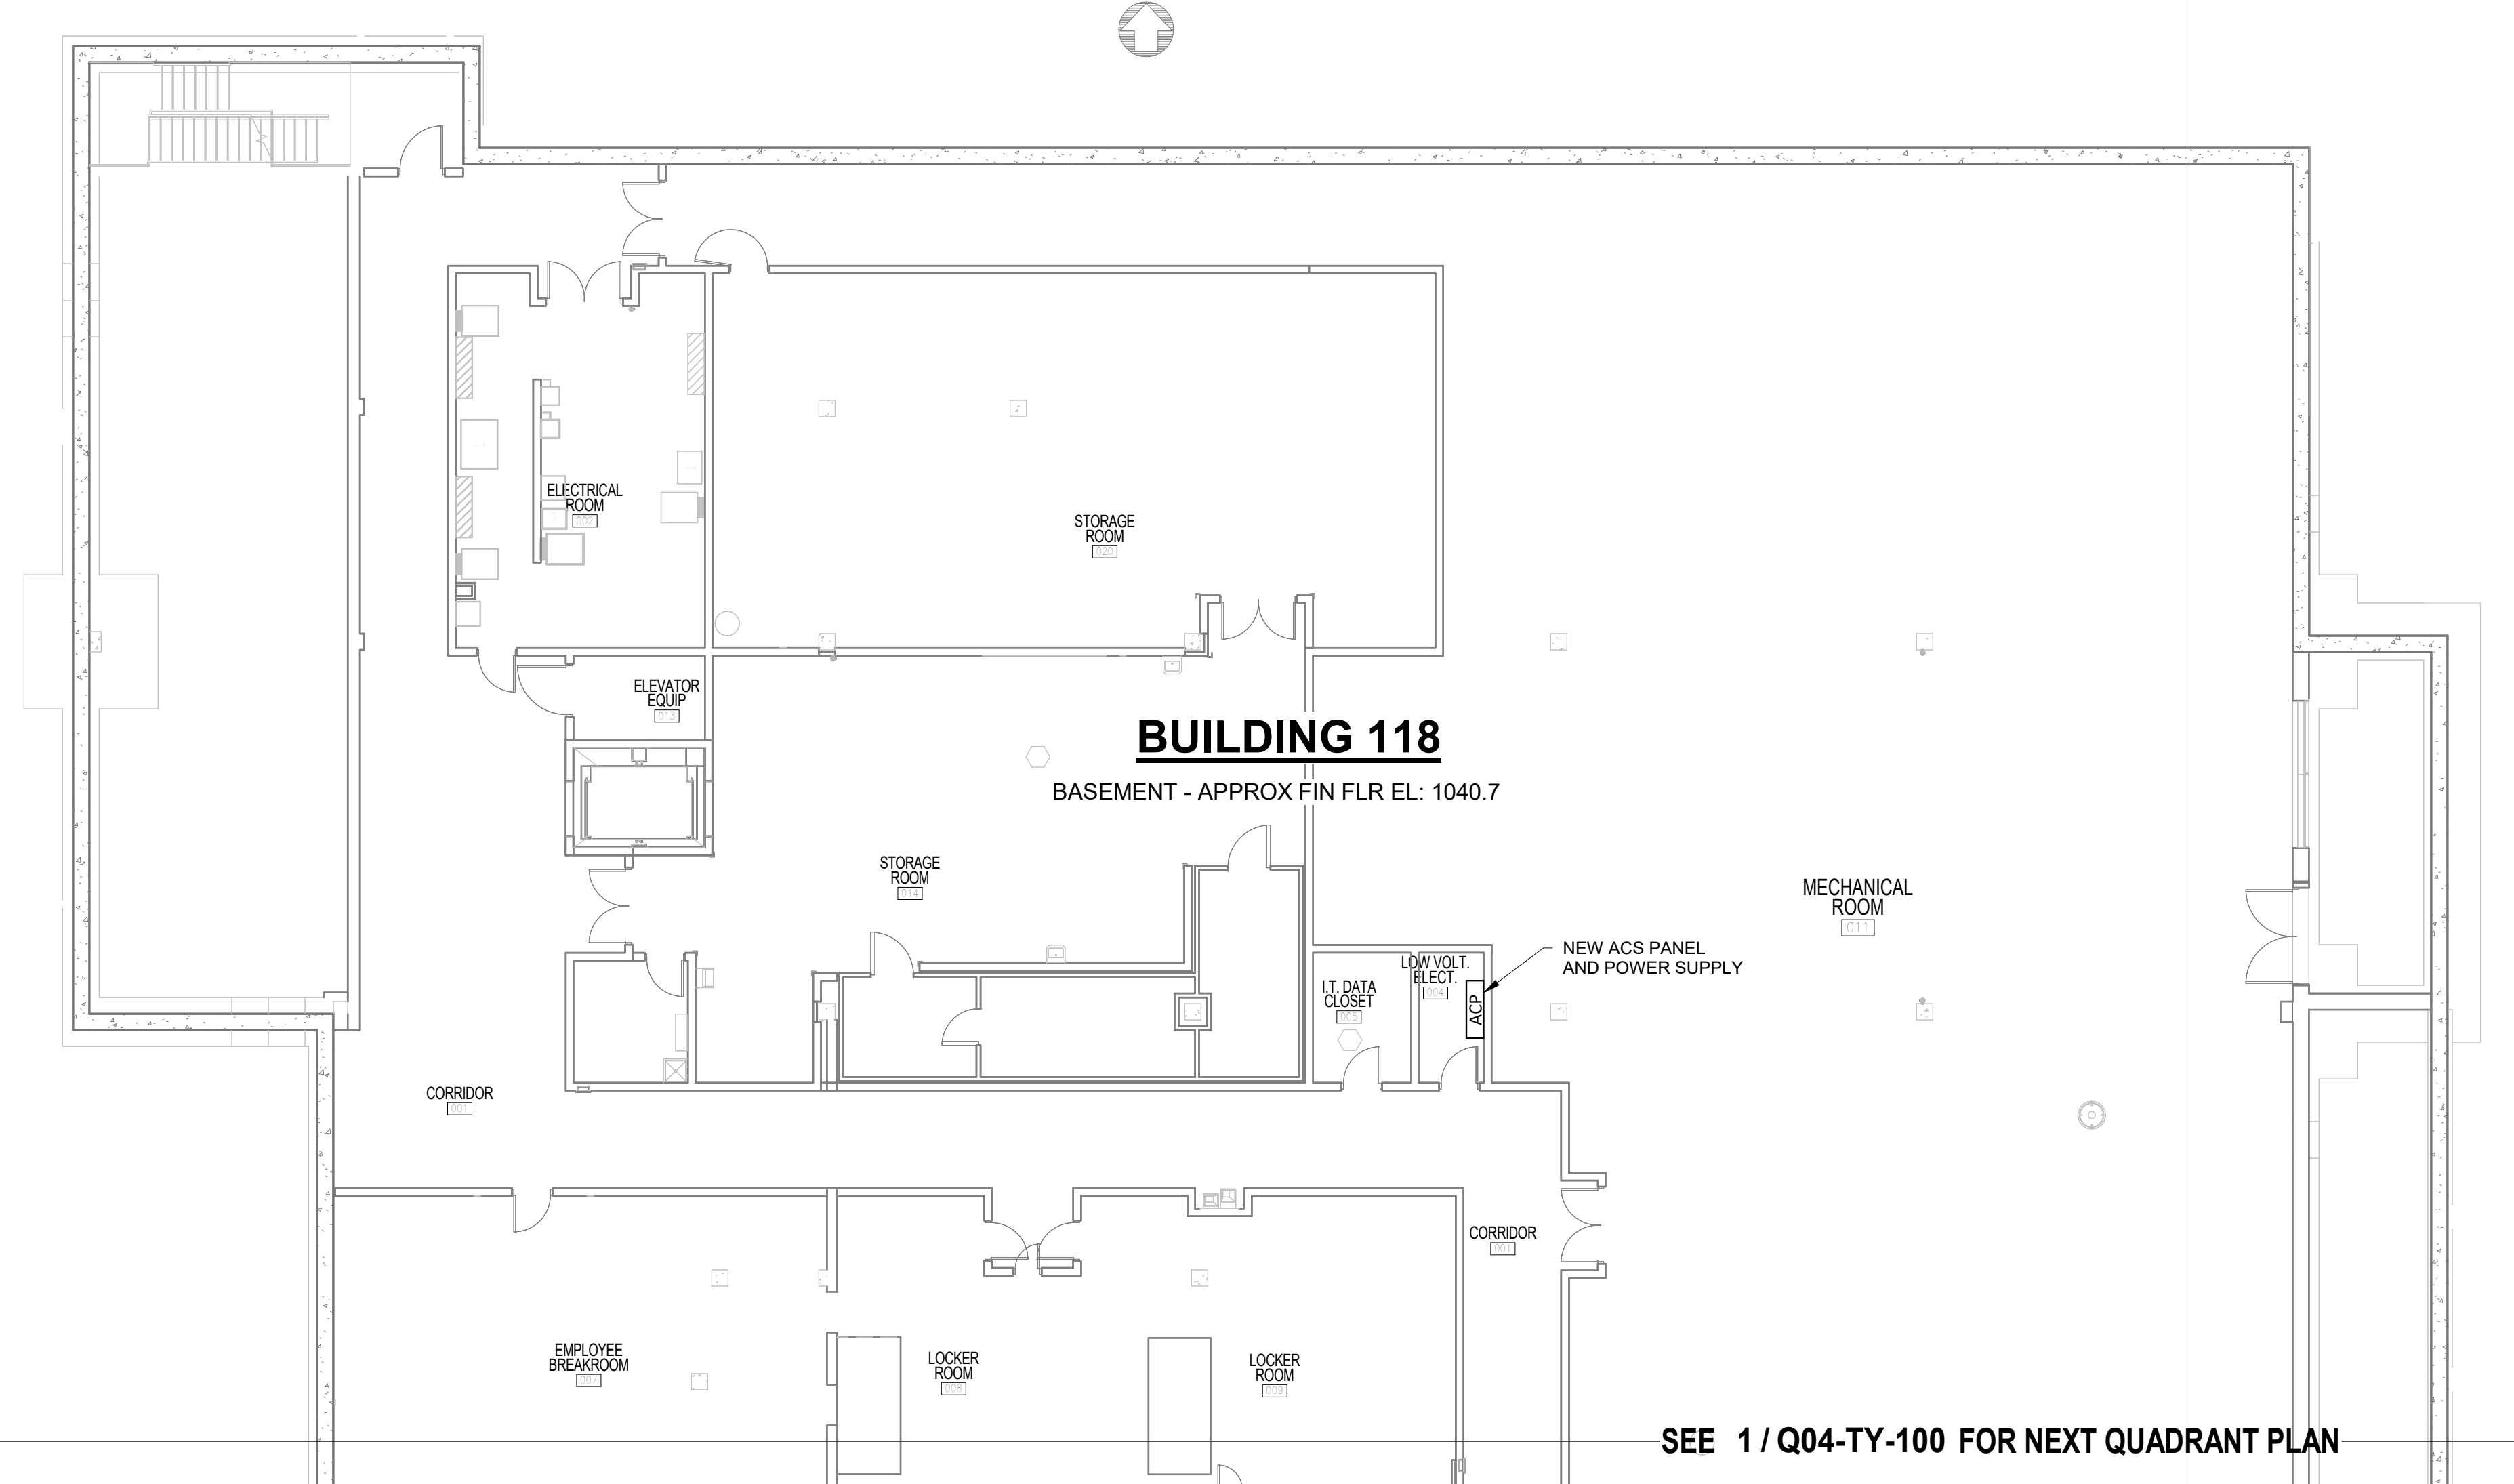 ELECTRICAL
ROOM
002
STORAGE
ROOM
020
ELEVATOR
EQUIP
013
BUILDING 118
BASEMENT - APPROX FIN FLR EL: 1040.7
STORAGE
ROOM
014
MECHANICAL
ROOM
011
NEW ACS PANEL
AND POWER SUPPLY
LOW VOLT.
ELECT.
004
I.T. DATA
CLOSET
005
ACP
CORRIDOR
001
CORRIDOR
001
EMPLOYEE
BREAKROOM
007
LOCKER
ROOM
008
LOCKER
ROOM
009
SEE 1 / Q04-TY-100 FOR NEXT QUADRANT PLAN